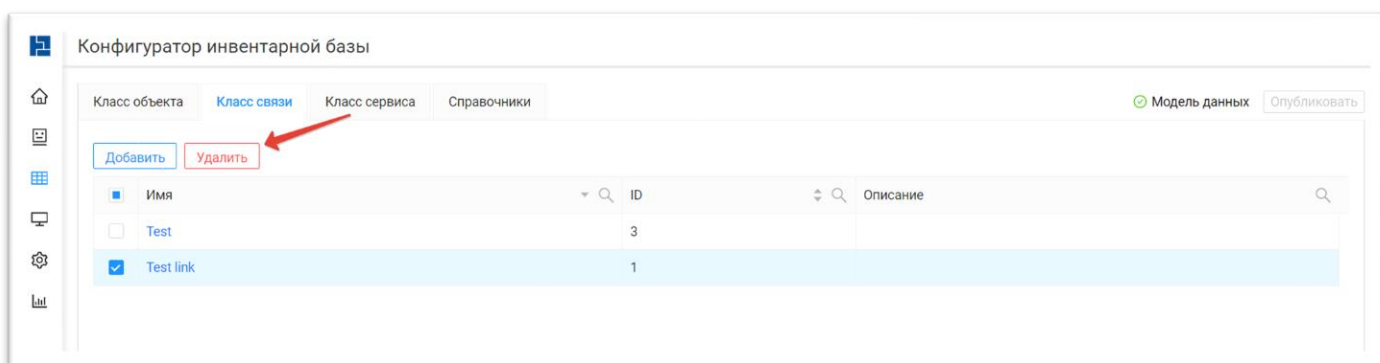 Конфигуратор инвентарной базы
Класс объекта Класс связи Класс сервиса Справочники Модель данных Опубликовать
Добавить Удалить
Имя ID Описание
Test 3
Test link 1